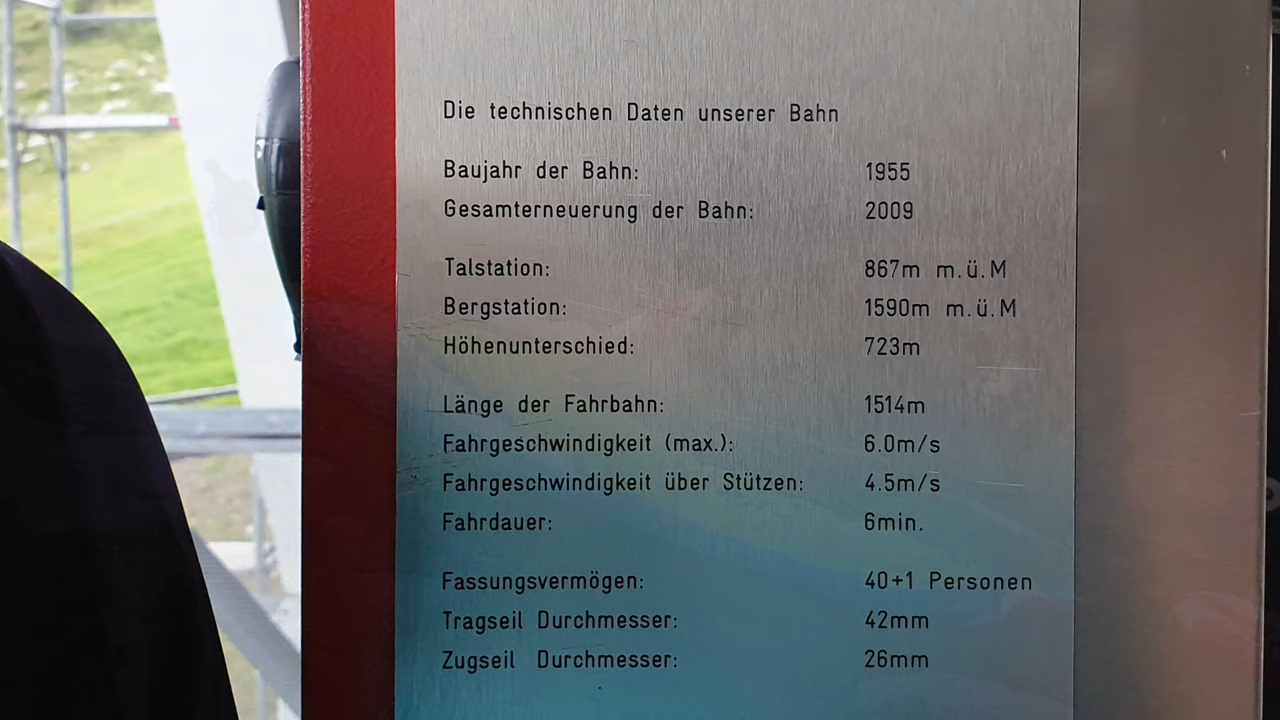 Die technischen Daten unserer Bahn
Baujahr der Bahn: 1955
Gesamterneuerung der Bahn: 2009
Talstation: 867m m.ü.M
Bergstation: 1590m m.ü.M
Höhenunterschied: 723m
Länge der Fahrbahn: 1514m
Fahrgeschwindigkeit (max.): 6.0m/s
Fahrgeschwindigkeit über Stützen: 4.5m/s
Fahrdauer: 6min.
Fassungsvermögen: 40+1 Personen
Tragseil Durchmesser: 42mm
Zugseil Durchmesser: 26mm